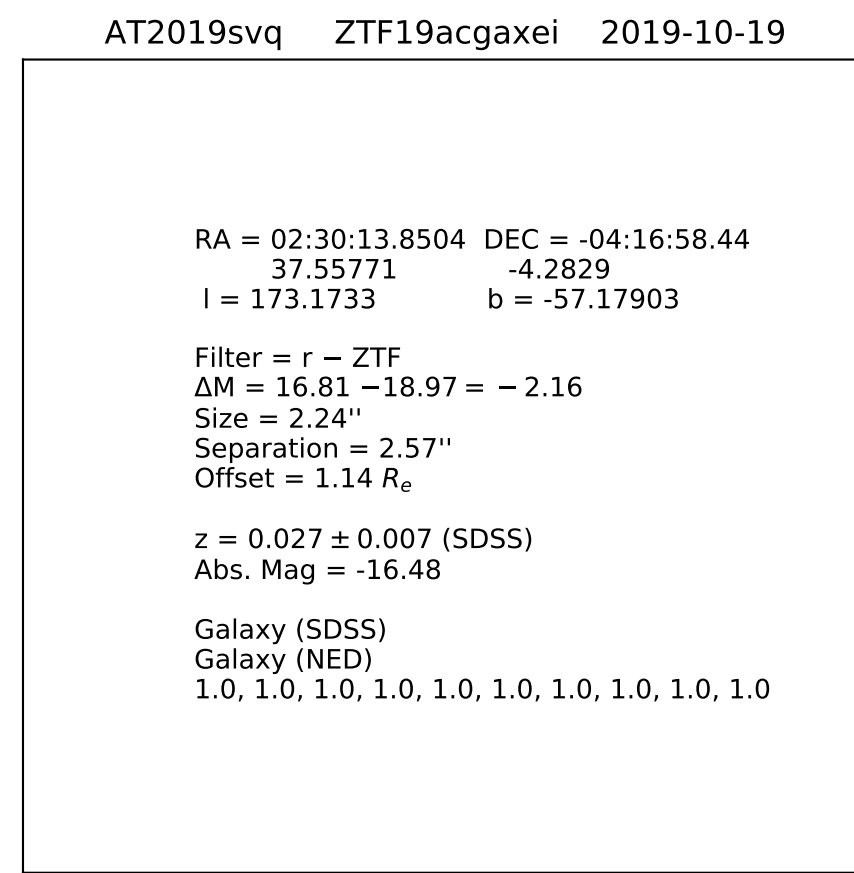 AT2019svq ZTF19acgaxei 2019-10-19
RA = 02:30:13.8504 DEC = -04:16:58.44
37.55771 -4.2829
l = 173.1733 b = -57.17903
Filter = r − ZTF
ΔM = 16.81 −18.97 = − 2.16
Size = 2.24''
Separation = 2.57''
Offset = 1.14 Re
z = 0.027 ± 0.007 (SDSS)
Abs. Mag = -16.48
Galaxy (SDSS)
Galaxy (NED)
1.0, 1.0, 1.0, 1.0, 1.0, 1.0, 1.0, 1.0, 1.0, 1.0